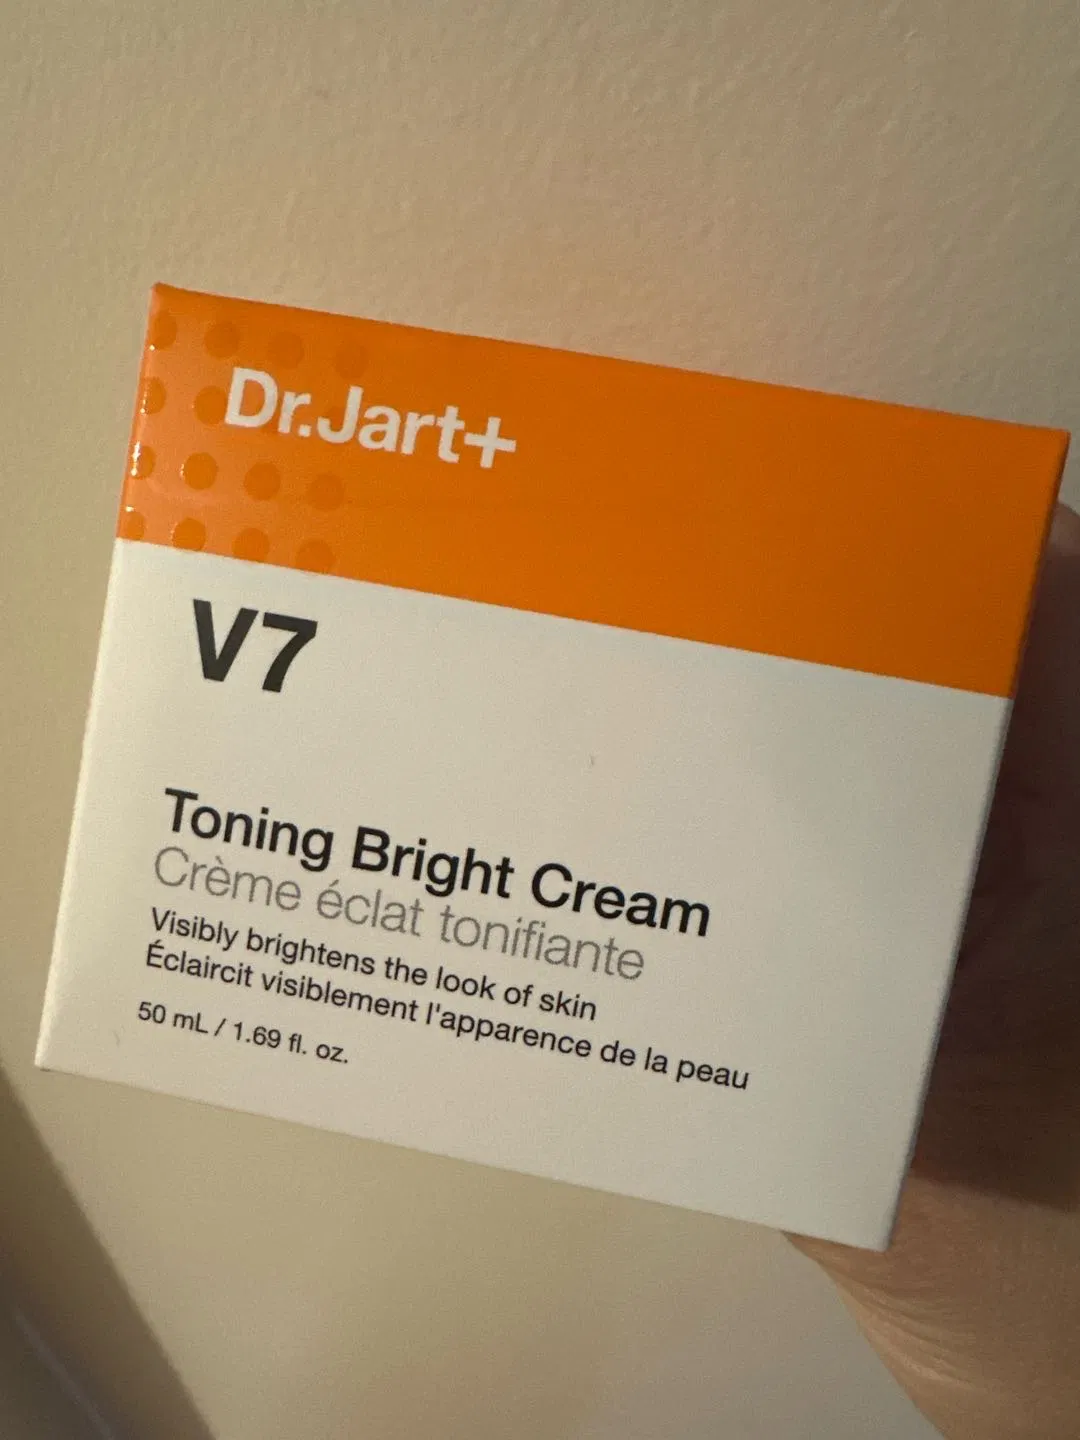 Dr.Jart+
V7
Toning Bright Cream
Crème éclat tonifiante
Visibly brightens the look of skin
Éclaircit visiblement l'apparence de la peau
50 mL / 1.69 fl. oz.